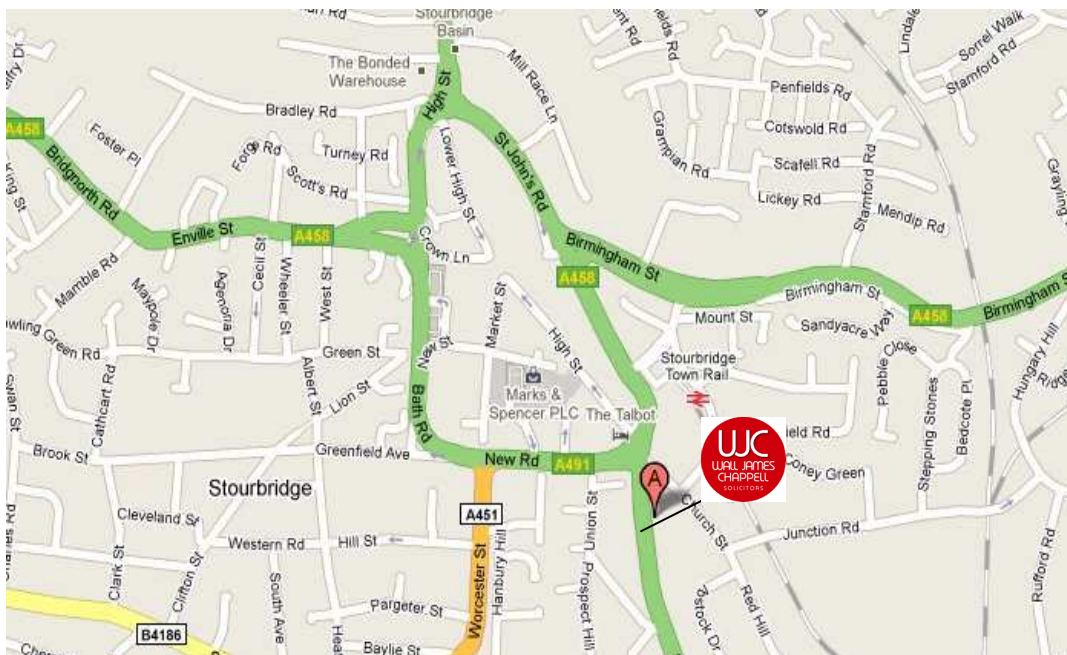 Stourbridge
Basin
The Bonded
Warehouse
High St
Mill Race Ln
Lindale
Sorrel Walk
Stamford Rd
Penfields Rd
Cotswold Rd
Grampian Rd
Scafell Rd
Lickey Rd
Mendip Rd
Stamford Rd
Bradley Rd
Turney Rd
Scott's Rd
Foster Pl
A458
Bridgnorth Rd
Enville St
A458
Lower High St
St John's Rd
Crown Ln
Birmingham St
A458
Birmingham St
A458
Birmingham St
Mamble Rd
Maypole Dr
Agenoria Dr
Cecil St
Wheeler St
West St
Mount St
Sandyacre Way
Hungary Hill
Green St
New St
Market St
High St
Stourbridge
Town Rail
Pebble Close
Albert St
Lion St
Bath Rd
Marks &
Spencer PLC
The Talbot
Cathcart Rd
Swan St
Stepping Stones
Bedcote Pl
Brook St
Greenfield Ave
New Rd
A491
A
WJC
WALL JAMES
CHAPPELL
SOLICITORS
field Rd
Coney Green
Stourbridge
A451
Church St
Junction Rd
Cleveland St
Western Rd
Hill St
Union St
Hanbury Hill
Prospect Hill
Worcester St
Clark St
Clifton St
South Ave
Pargeter St
Baylie St
Red Hill
Rufford Rd
B4186